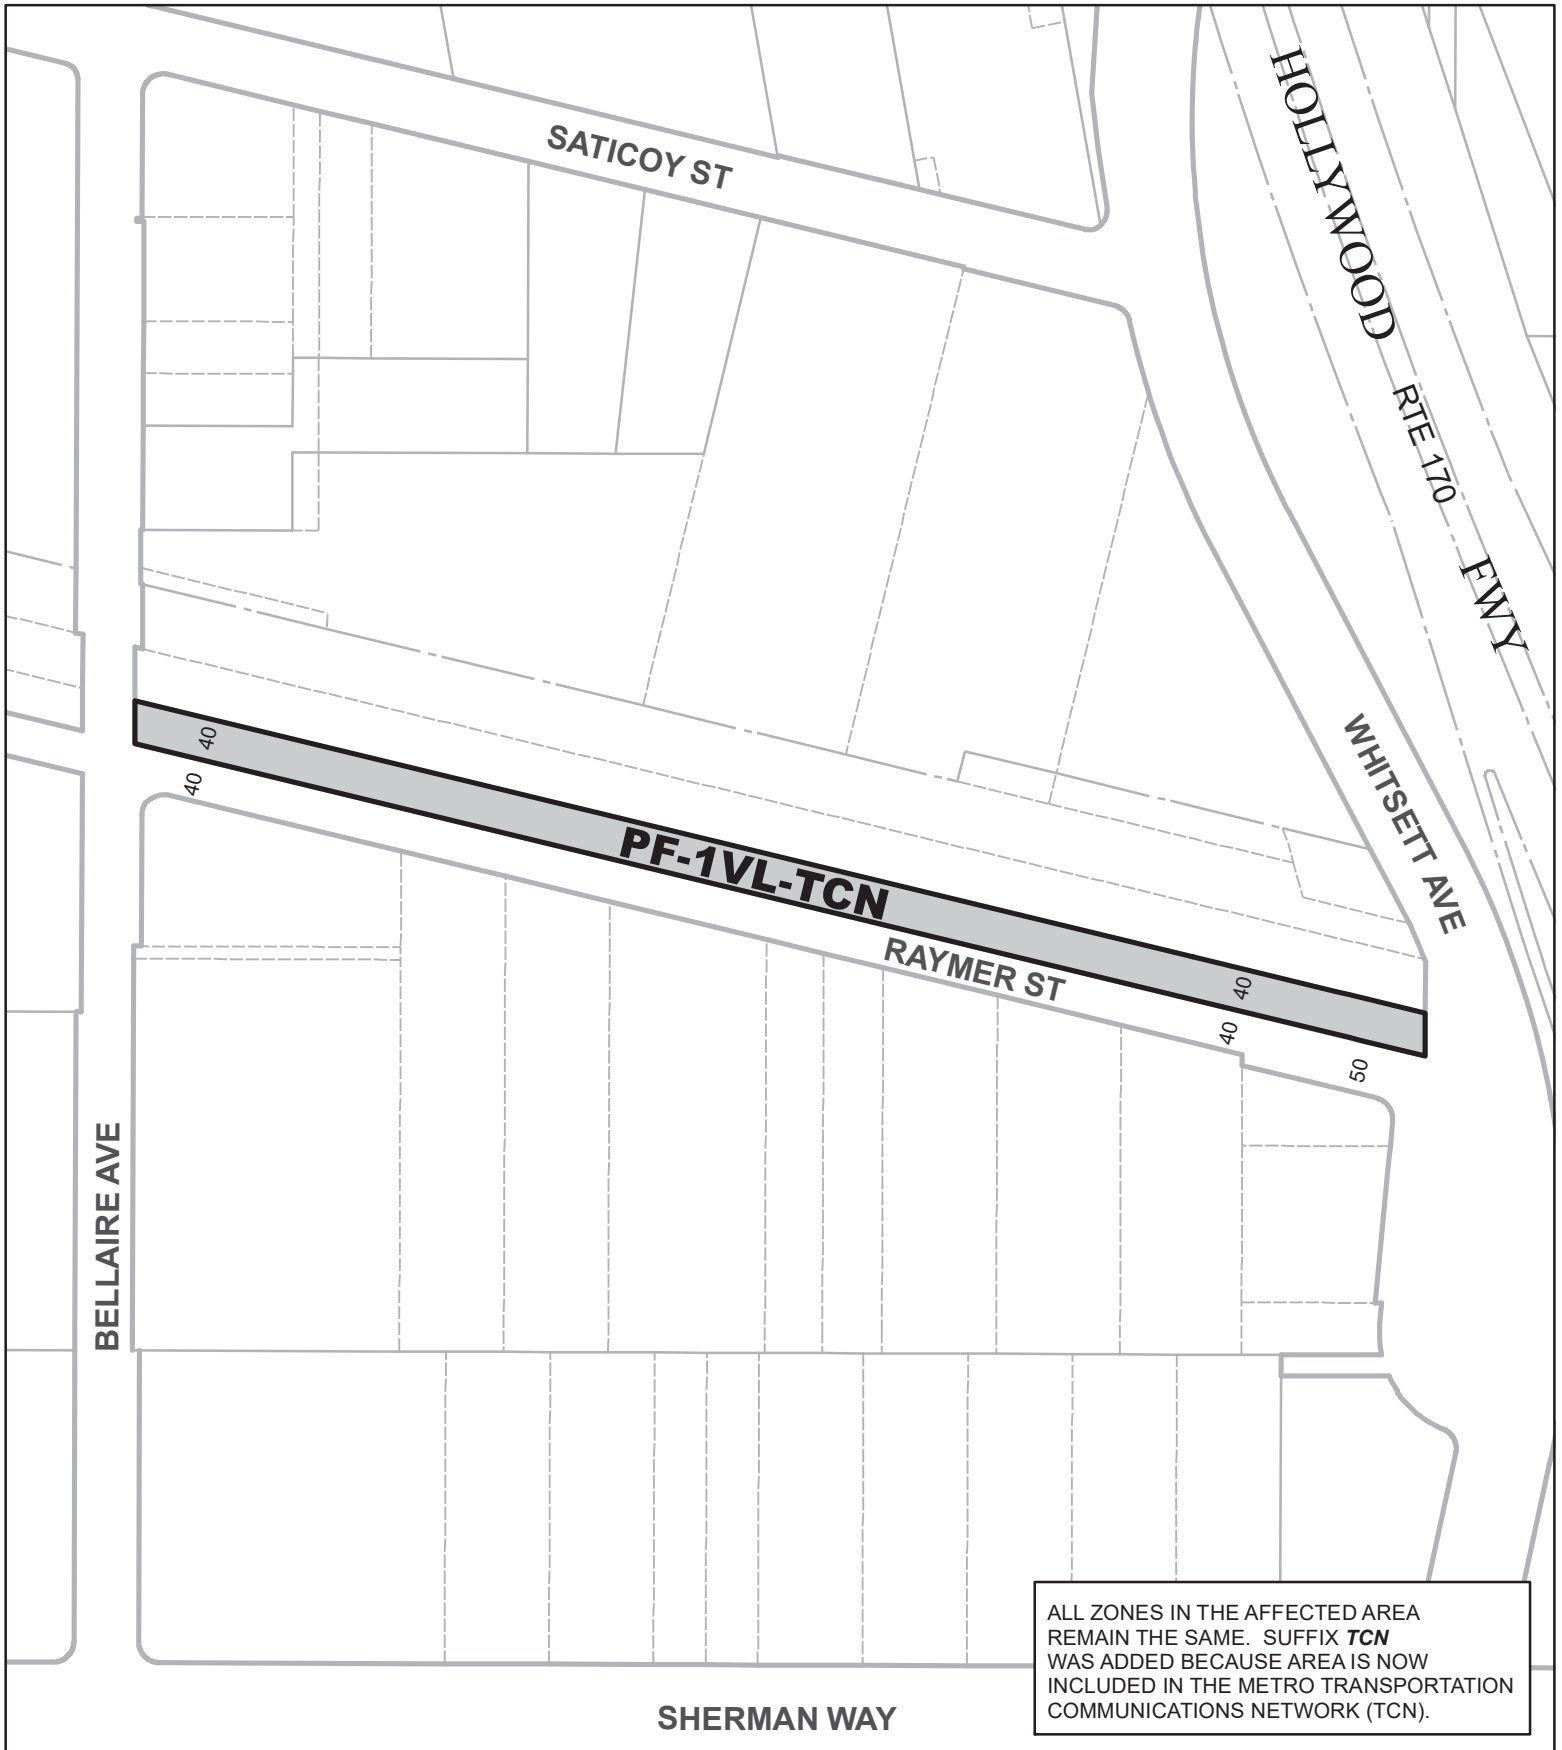 SATICOY ST
HOLLYWOOD
RTE 170
FWY
WHITSETT AVE
40
40
PF-1VL-TCN
RAYMER ST
40
40
50
BELLAIRE AVE
ALL ZONES IN THE AFFECTED AREA
REMAIN THE SAME. SUFFIX TCN
WAS ADDED BECAUSE AREA IS NOW
INCLUDED IN THE METRO TRANSPORTATION
COMMUNICATIONS NETWORK (TCN).
SHERMAN WAY